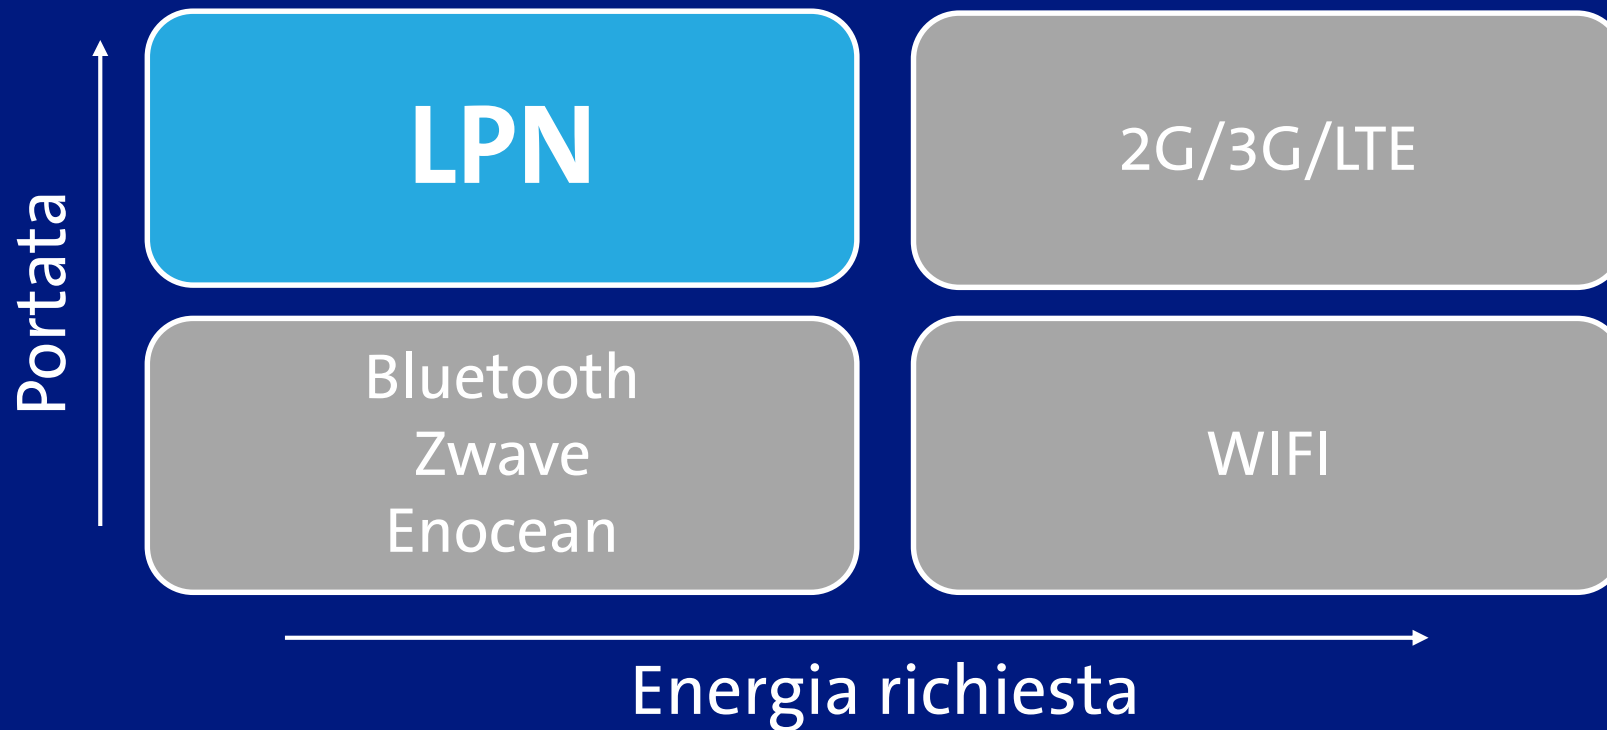 Portata
LPN
2G/3G/LTE
Bluetooth
Zwave
Enocean
WIFI
Energia richiesta